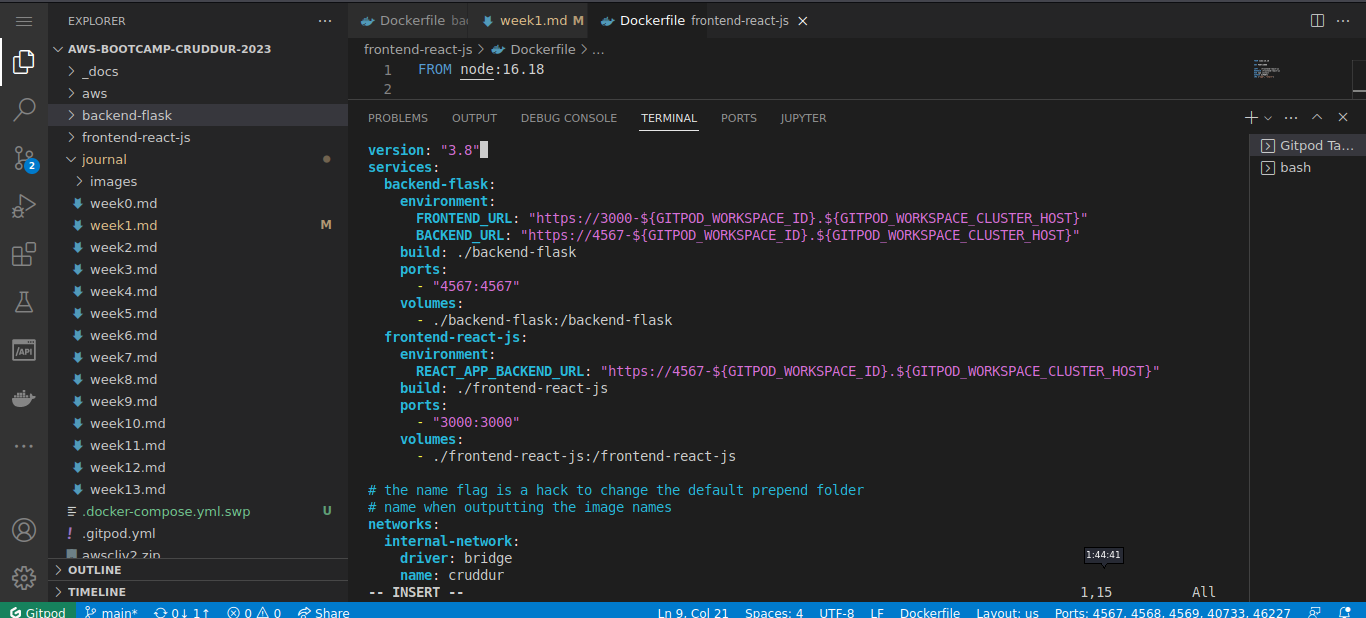 EXPLORER
AWS-BOOTCAMP-CRUDDUR-2023
_docs
aws
backend-flask
frontend-react-js
journal
images
week0.md
week1.md M
week2.md
week3.md
week4.md
week5.md
week6.md
week7.md
week8.md
week9.md
week10.md
week11.md
week12.md
week13.md
.docker-compose.yml.swp U
! .gitpod.yml
awscliv2.zip
OUTLINE
TIMELINE
2
/API
Dockerfile bac
week1.md M
Dockerfile frontend-react-js
frontend-react-js > Dockerfile > ...
1 FROM node:16.18
2
PROBLEMS OUTPUT DEBUG CONSOLE TERMINAL PORTS JUPYTER
Gitpod Ta...
bash
version: "3.8"
services:
  backend-flask:
    environment:
      FRONTEND_URL: "https://3000-${GITPOD_WORKSPACE_ID}.${GITPOD_WORKSPACE_CLUSTER_HOST}"
      BACKEND_URL: "https://4567-${GITPOD_WORKSPACE_ID}.${GITPOD_WORKSPACE_CLUSTER_HOST}"
    build: ./backend-flask
    ports:
      - "4567:4567"
    volumes:
      - ./backend-flask:/backend-flask
  frontend-react-js:
    environment:
      REACT_APP_BACKEND_URL: "https://4567-${GITPOD_WORKSPACE_ID}.${GITPOD_WORKSPACE_CLUSTER_HOST}"
    build: ./frontend-react-js
    ports:
      - "3000:3000"
    volumes:
      - ./frontend-react-js:/frontend-react-js
# the name flag is a hack to change the default prepend folder
# name when outputting the image names
networks:
  internal-network:
    driver: bridge
    name: cruddur
-- INSERT -- 1,15 All
1:44:41
Gitpod main* 0↓ 1↑ 0 0 Share Ln 9, Col 21 Spaces: 4 UTF-8 LF Dockerfile Layout: us Ports: 4567, 4568, 4569, 40733, 46227